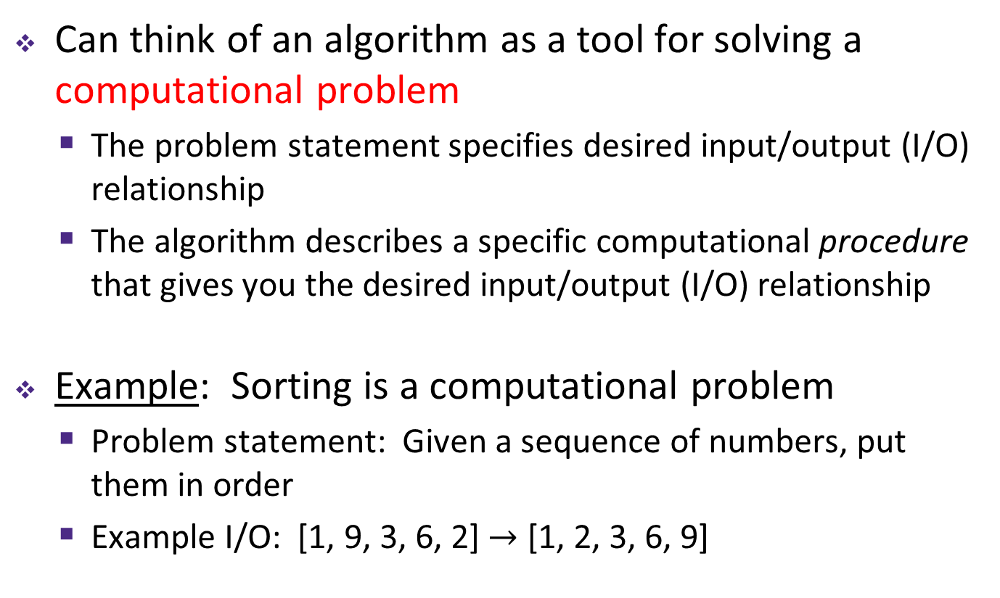 ❖ Can think of an algorithm as a tool for solving a
computational problem
▪ The problem statement specifies desired input/output (I/O)
relationship
▪ The algorithm describes a specific computational procedure
that gives you the desired input/output (I/O) relationship
❖ Example: Sorting is a computational problem
▪ Problem statement: Given a sequence of numbers, put
them in order
▪ Example I/O: [1, 9, 3, 6, 2] → [1, 2, 3, 6, 9]